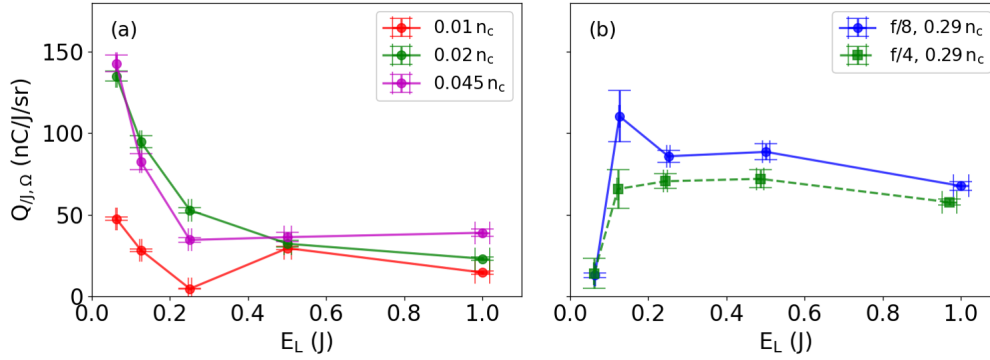 (a)
0.01 n_c
0.02 n_c
0.045 n_c
Q_/J,Ω (nC/J/sr)
150
100
50
0
0.0 0.2 0.4 0.6 0.8 1.0
E_L (J)
(b)
f/8, 0.29 n_c
f/4, 0.29 n_c
0.0 0.2 0.4 0.6 0.8 1.0
E_L (J)